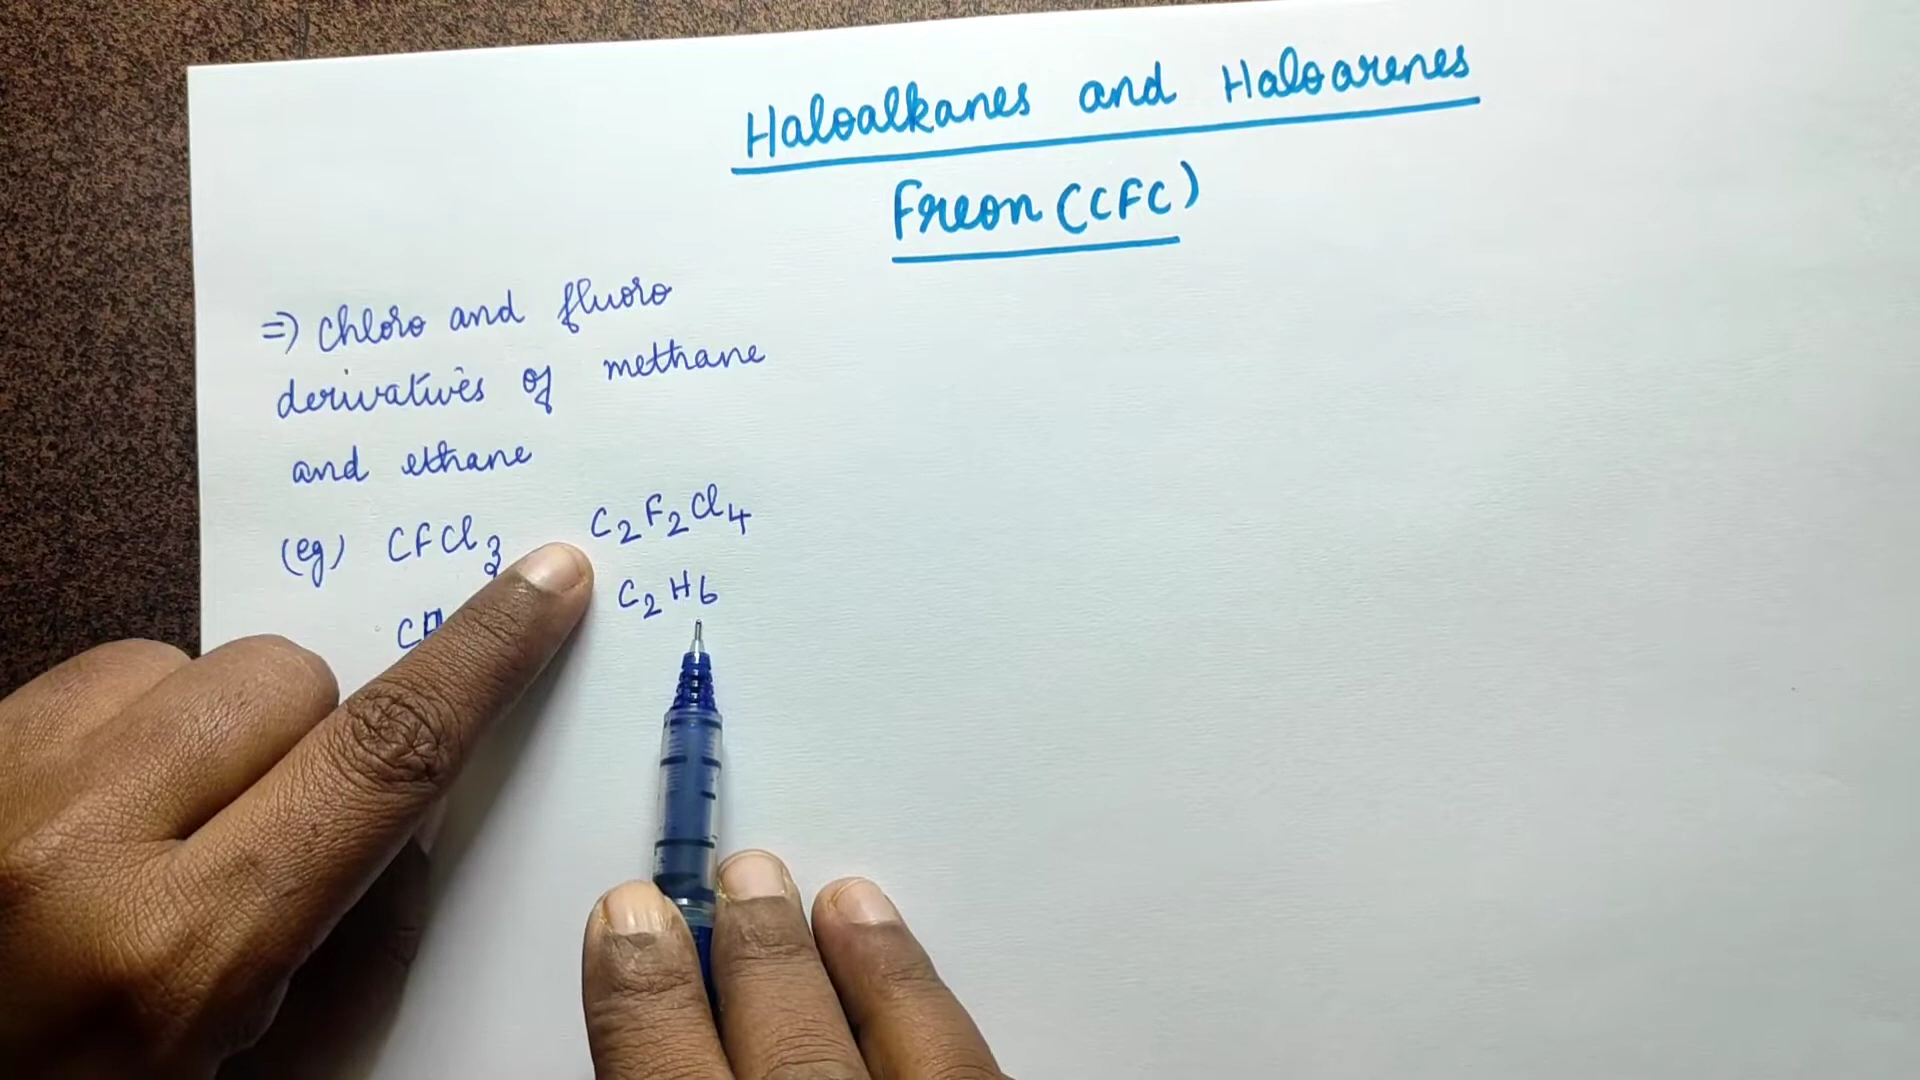 Haloalkanes and Haloarenes
Freon (CFC)
=) chloro and fluoro
derivatives of methane
and ethane
(eg) CFCl3 C2F2Cl4
C2H6